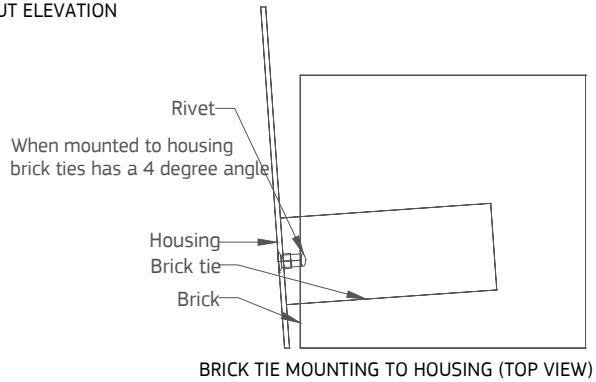 UT ELEVATION
Rivet
When mounted to housing
brick ties has a 4 degree angle
Housing
Brick tie
Brick
BRICK TIE MOUNTING TO HOUSING (TOP VIEW)